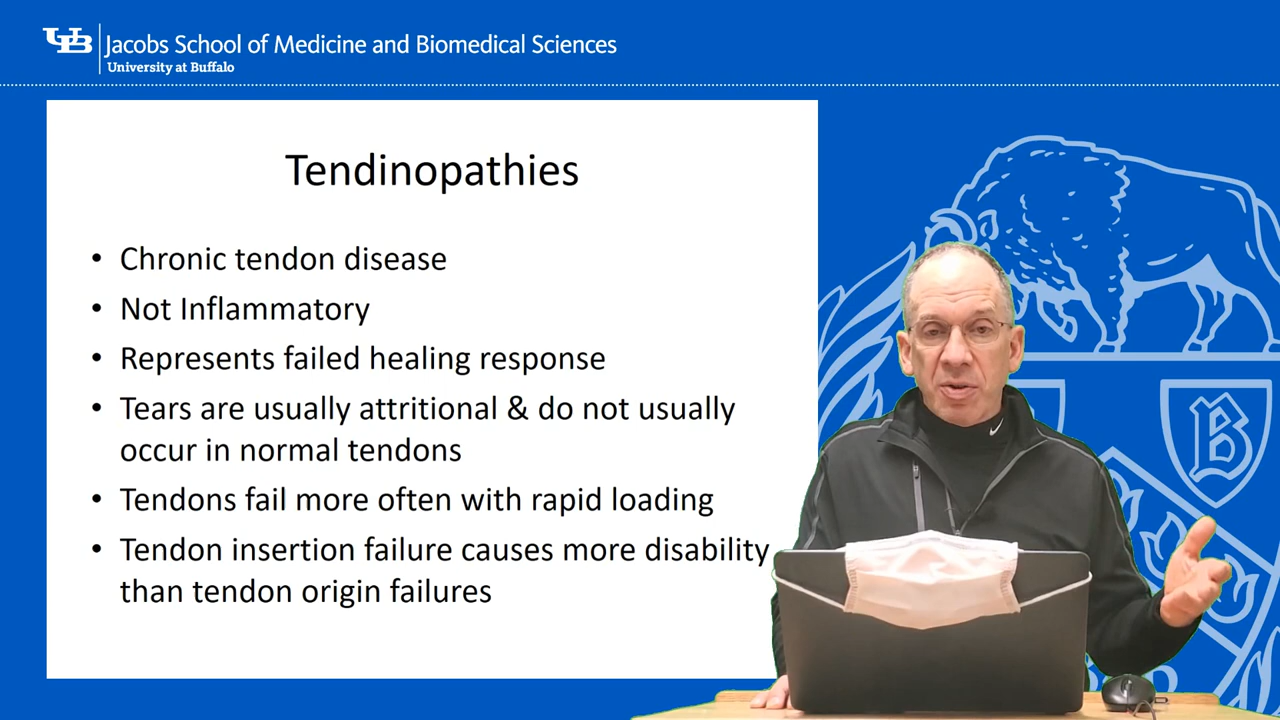 UB Jacobs School of Medicine and Biomedical Sciences
University at Buffalo
Tendinopathies
• Chronic tendon disease
• Not Inflammatory
• Represents failed healing response
• Tears are usually attritional & do not usually
occur in normal tendons
• Tendons fail more often with rapid loading
• Tendon insertion failure causes more disability
than tendon origin failures
B